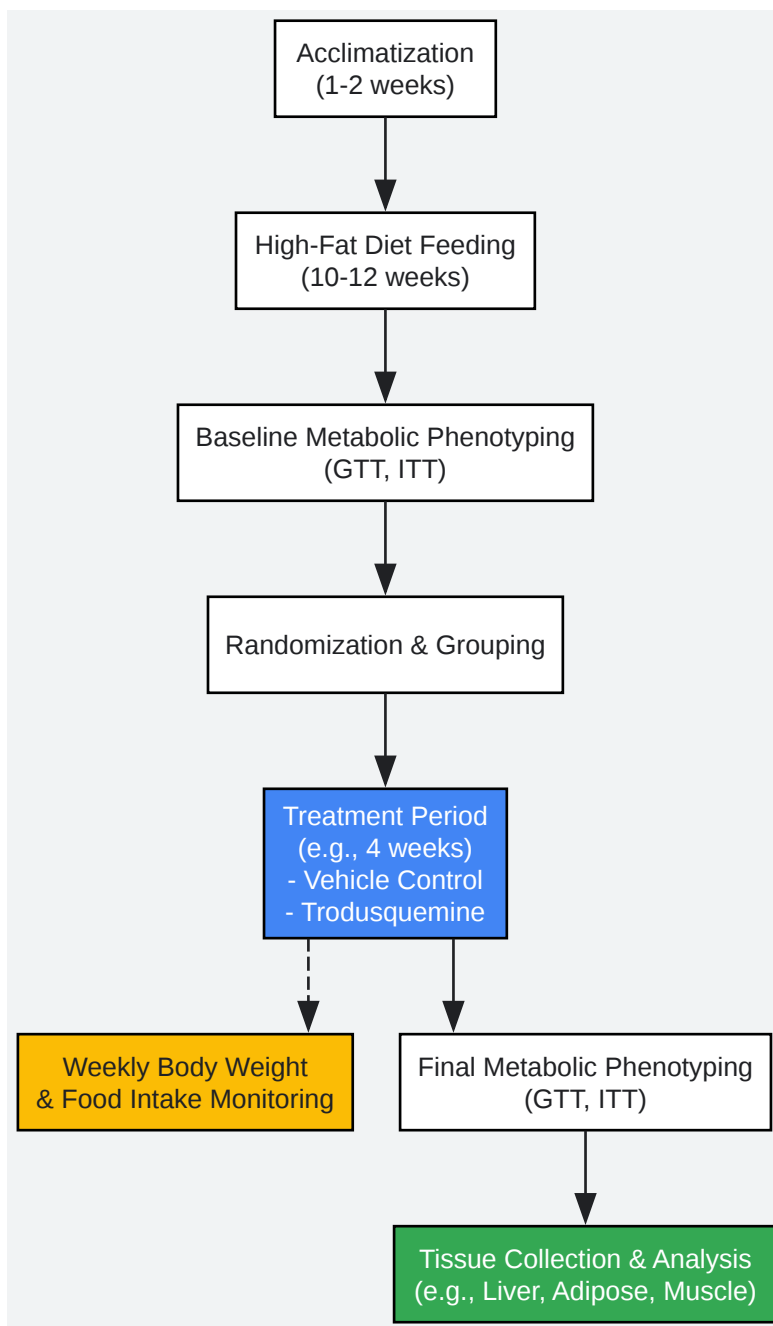 Acclimatization
(1-2 weeks)
High-Fat Diet Feeding
(10-12 weeks)
Baseline Metabolic Phenotyping
(GTT, ITT)
Randomization & Grouping
Treatment Period
(e.g., 4 weeks)
- Vehicle Control
- Trodusquemine
Weekly Body Weight
& Food Intake Monitoring
Final Metabolic Phenotyping
(GTT, ITT)
Tissue Collection & Analysis
(e.g., Liver, Adipose, Muscle)